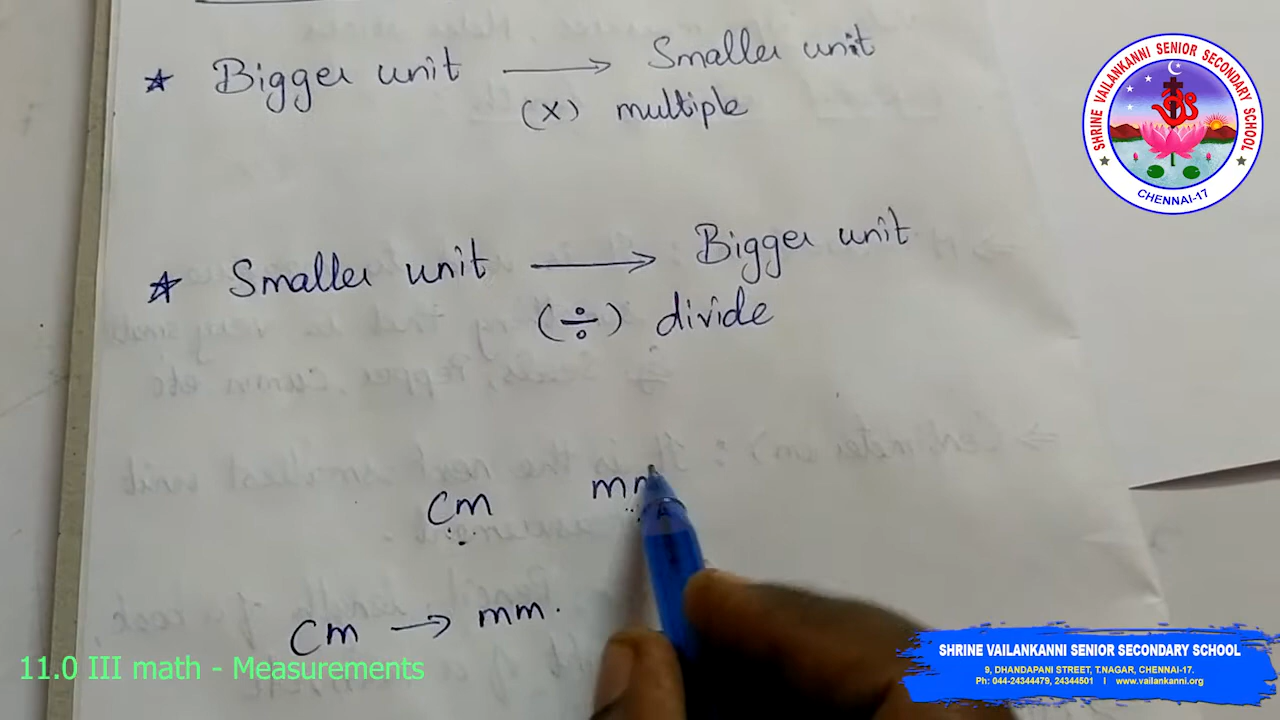 ★ Bigger unit → Smaller unit
(×) multiple
★ Smaller unit → Bigger unit
(÷) divide
Cm mm
Cm → mm.
11.0 III math - Measurements
SHRINE VAILANKANNI SENIOR SECONDARY SCHOOL
CHENNAI-17
SHRINE VAILANKANNI SENIOR SECONDARY SCHOOL
9, DHANDAPANI STREET, T.NAGAR, CHENNAI-17.
Ph: 044-24344479, 24344501 I www.vailankanni.org